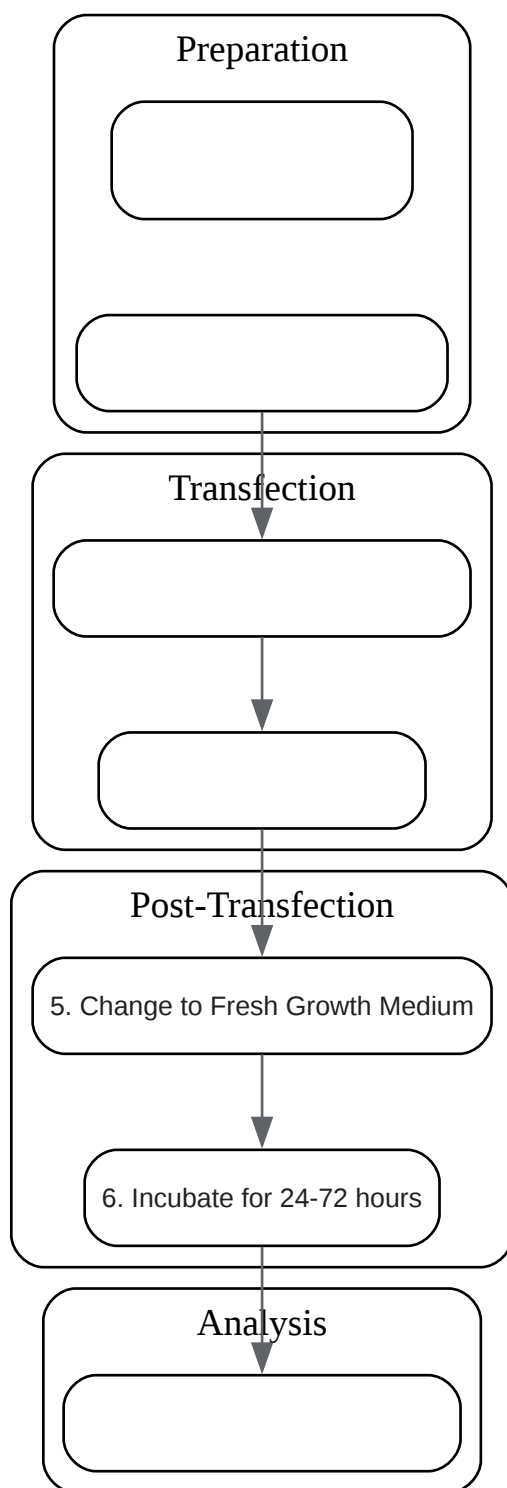 Preparation
Transfection
Post-Transfection
5. Change to Fresh Growth Medium
6. Incubate for 24-72 hours
Analysis